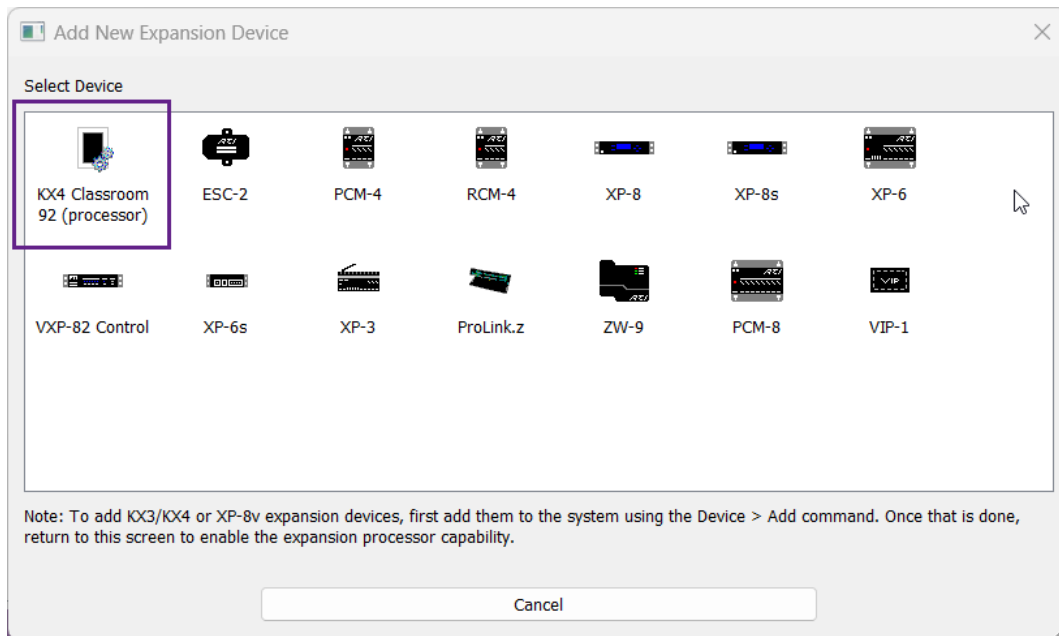 Add New Expansion Device
Select Device
KX4 Classroom
92 (processor)
ESC-2
PCM-4
RCM-4
XP-8
XP-8s
XP-6
VXP-82 Control
XP-6s
XP-3
ProLink.z
ZW-9
PCM-8
VIP-1
Note: To add KX3/KX4 or XP-8v expansion devices, first add them to the system using the Device > Add command. Once that is done,
return to this screen to enable the expansion processor capability.
Cancel